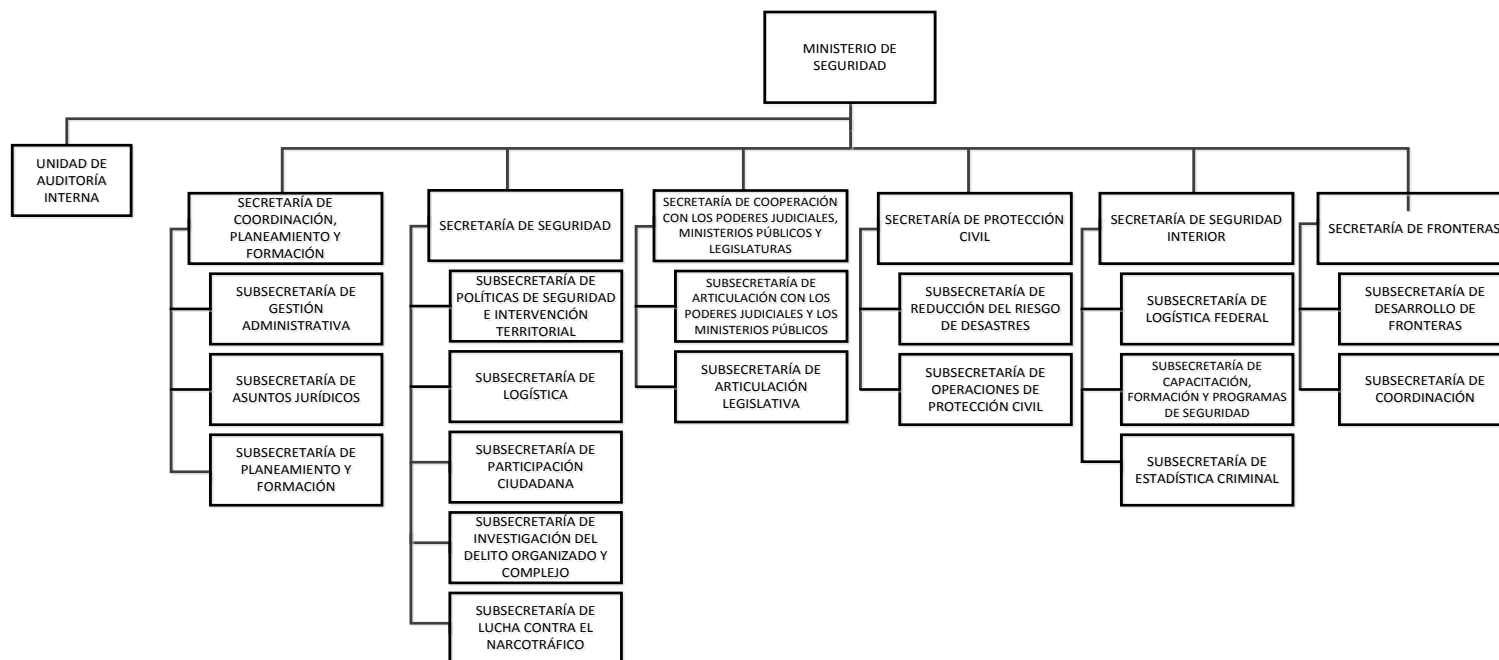 MINISTERIO DE
SEGURIDAD
UNIDAD DE
AUDITORÍA
INTERNA
SECRETARÍA DE
COORDINACIÓN,
PLANEAMIENTO Y
FORMACIÓN
SUBSECRETARÍA DE
GESTIÓN
ADMINISTRATIVA
SUBSECRETARÍA DE
ASUNTOS JURÍDICOS
SUBSECRETARÍA DE
PLANEAMIENTO Y
FORMACIÓN
SECRETARÍA DE SEGURIDAD
SUBSECRETARÍA DE
POLÍTICAS DE SEGURIDAD
E INTERVENCIÓN
TERRITORIAL
SUBSECRETARÍA DE
LOGÍSTICA
SUBSECRETARÍA DE
PARTICIPACIÓN
CIUDADANA
SUBSECRETARÍA DE
INVESTIGACIÓN DEL
DELITO ORGANIZADO Y
COMPLEJO
SUBSECRETARÍA DE
LUCHA CONTRA EL
NARCOTRÁFICO
SECRETARÍA DE COOPERACIÓN
CON LOS PODERES JUDICIALES,
MINISTERIOS PÚBLICOS Y
LEGISLATURAS
SUBSECRETARÍA DE
ARTICULACIÓN CON LOS
PODERES JUDICIALES Y LOS
MINISTERIOS PÚBLICOS
SUBSECRETARÍA DE
ARTICULACIÓN
LEGISLATIVA
SECRETARÍA DE PROTECCIÓN
CIVIL
SUBSECRETARÍA DE
REDUCCIÓN DEL RIESGO
DE DESASTRES
SUBSECRETARÍA DE
OPERACIONES DE
PROTECCIÓN CIVIL
SECRETARÍA DE SEGURIDAD
INTERIOR
SUBSECRETARÍA DE
LOGÍSTICA FEDERAL
SUBSECRETARÍA DE
CAPACITACIÓN,
FORMACIÓN Y PROGRAMAS
DE SEGURIDAD
SUBSECRETARÍA DE
ESTADÍSTICA CRIMINAL
SECRETARÍA DE FRONTERAS
SUBSECRETARÍA DE
DESARROLLO DE
FRONTERAS
SUBSECRETARÍA DE
COORDINACIÓN